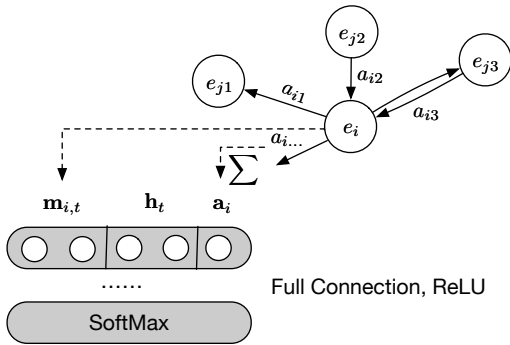 e_{j2}
e_{j1}
e_{j3}
a_{i2}
a_{i1}
a_{i3}
e_i
a_{i...}
∑
m_{i,t} h_t a_i
......
Full Connection, ReLU
SoftMax